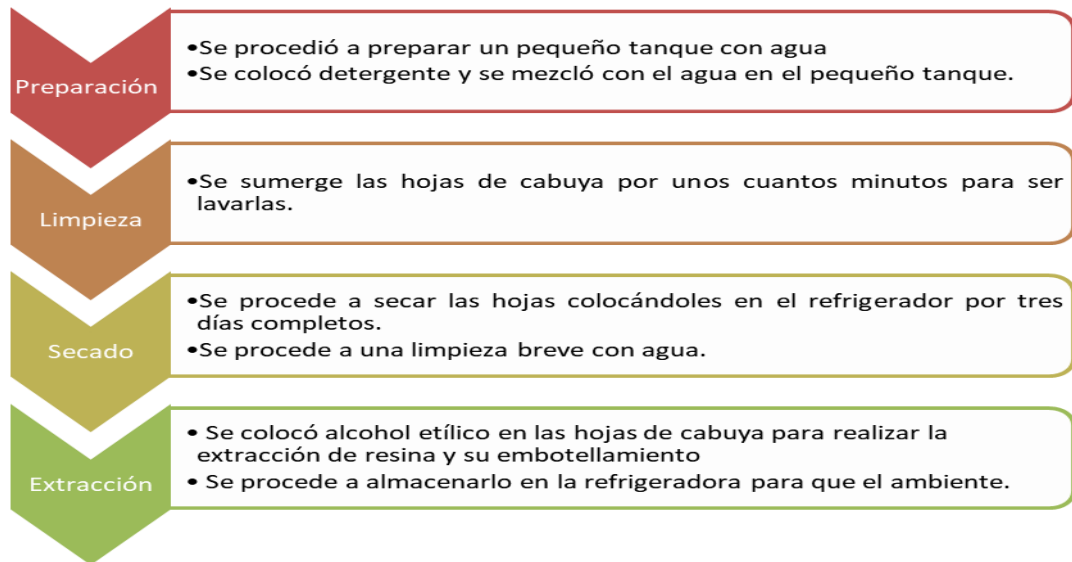 Preparación
•Se procedió a preparar un pequeño tanque con agua
•Se colocó detergente y se mezcló con el agua en el pequeño tanque.
Limpieza
•Se sumerge las hojas de cabuya por unos cuantos minutos para ser
lavarlas.
Secado
•Se procede a secar las hojas colocándoles en el refrigerador por tres
días completos.
•Se procede a una limpieza breve con agua.
Extracción
• Se colocó alcohol etílico en las hojas de cabuya para realizar la
extracción de resina y su embotellamiento
• Se procede a almacenarlo en la refrigeradora para que el ambiente.